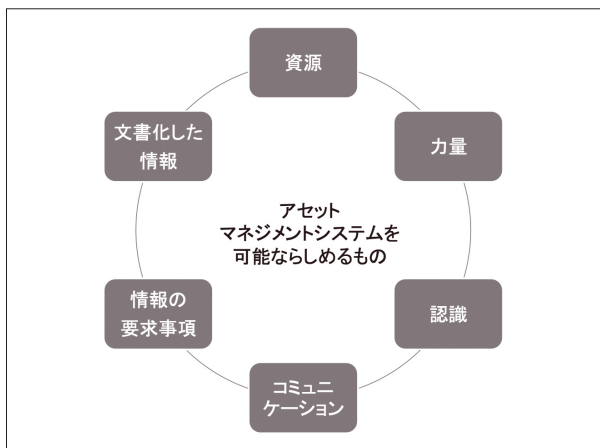 資源
力量
認識
コミュニ
ケーション
情報の
要求事項
文書化した
情報
アセット
マネジメントシステムを
可能ならしめるもの